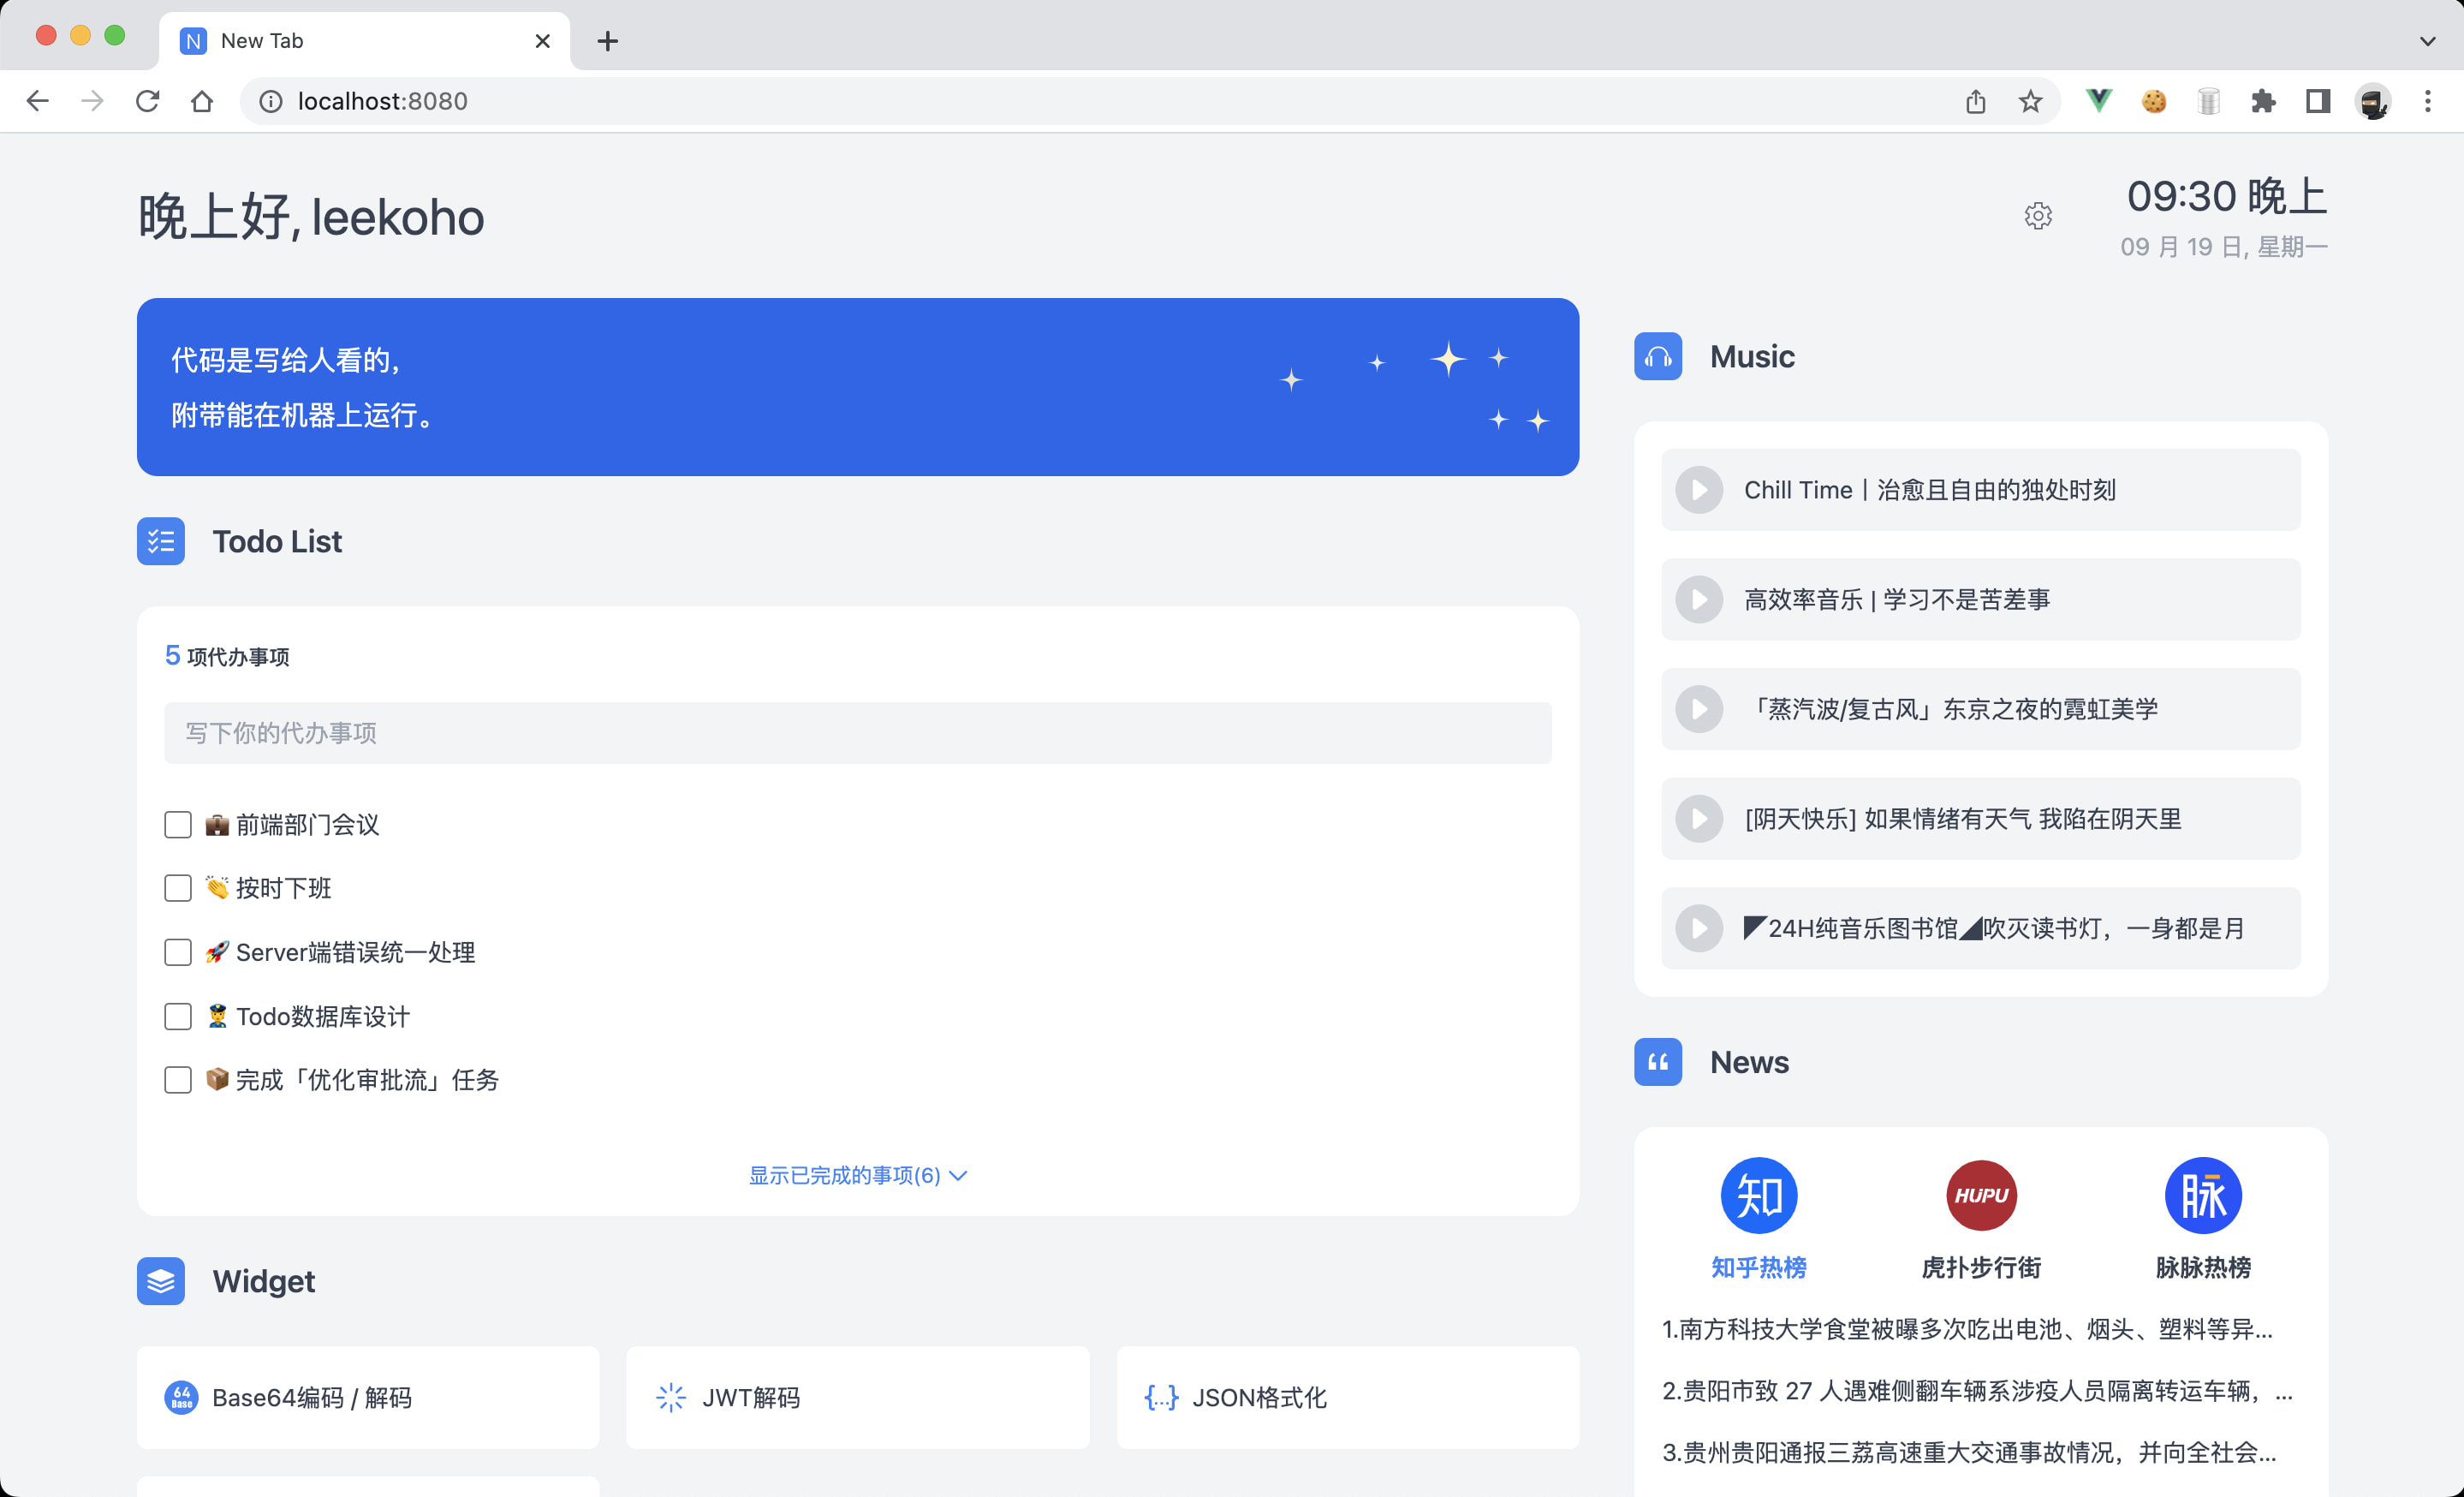 New Tab
localhost:8080
晚上好, leekoho
09:30 晚上
09 月 19 日, 星期一
代码是写给人看的，
附带能在机器上运行。
Todo List
5 项代办事项
写下你的代办事项
💼 前端部门会议
👏 按时下班
🚀 Server端错误统一处理
👮 Todo数据库设计
📦 完成「优化审批流」任务
显示已完成的事项(6)
Widget
64
Base
Base64编码 / 解码
JWT解码
{...} JSON格式化
Music
Chill Time丨治愈且自由的独处时刻
高效率音乐 | 学习不是苦差事
「蒸汽波/复古风」东京之夜的霓虹美学
[阴天快乐] 如果情绪有天气 我陷在阴天里
◤24H纯音乐图书馆◢吹灭读书灯，一身都是月
News
知
HUPU
脉
知乎热榜
虎扑步行街
脉脉热榜
1.南方科技大学食堂被曝多次吃出电池、烟头、塑料等异...
2.贵阳市致 27 人遇难侧翻车辆系涉疫人员隔离转运车辆，...
3.贵州贵阳通报三荔高速重大交通事故情况，并向全社会...